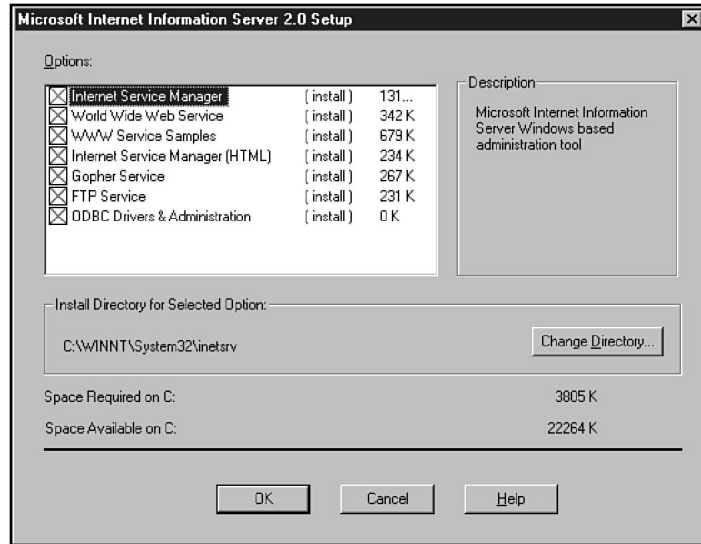 Microsoft Internet Information Server 2.0 Setup
Options:
Internet Service Manager ( install ) 131...
World Wide Web Service ( install ) 342 K
WWW Service Samples ( install ) 679 K
Internet Service Manager (HTML) ( install ) 234 K
Gopher Service ( install ) 267 K
FTP Service ( install ) 231 K
ODBC Drivers & Administration ( install ) 0 K
Description
Microsoft Internet Information
Server Windows based
administration tool
Install Directory for Selected Option:
C:\WINNT\System32\inetsrv
Change Directory...
Space Required on C: 3805 K
Space Available on C: 22264 K
OK Cancel Help